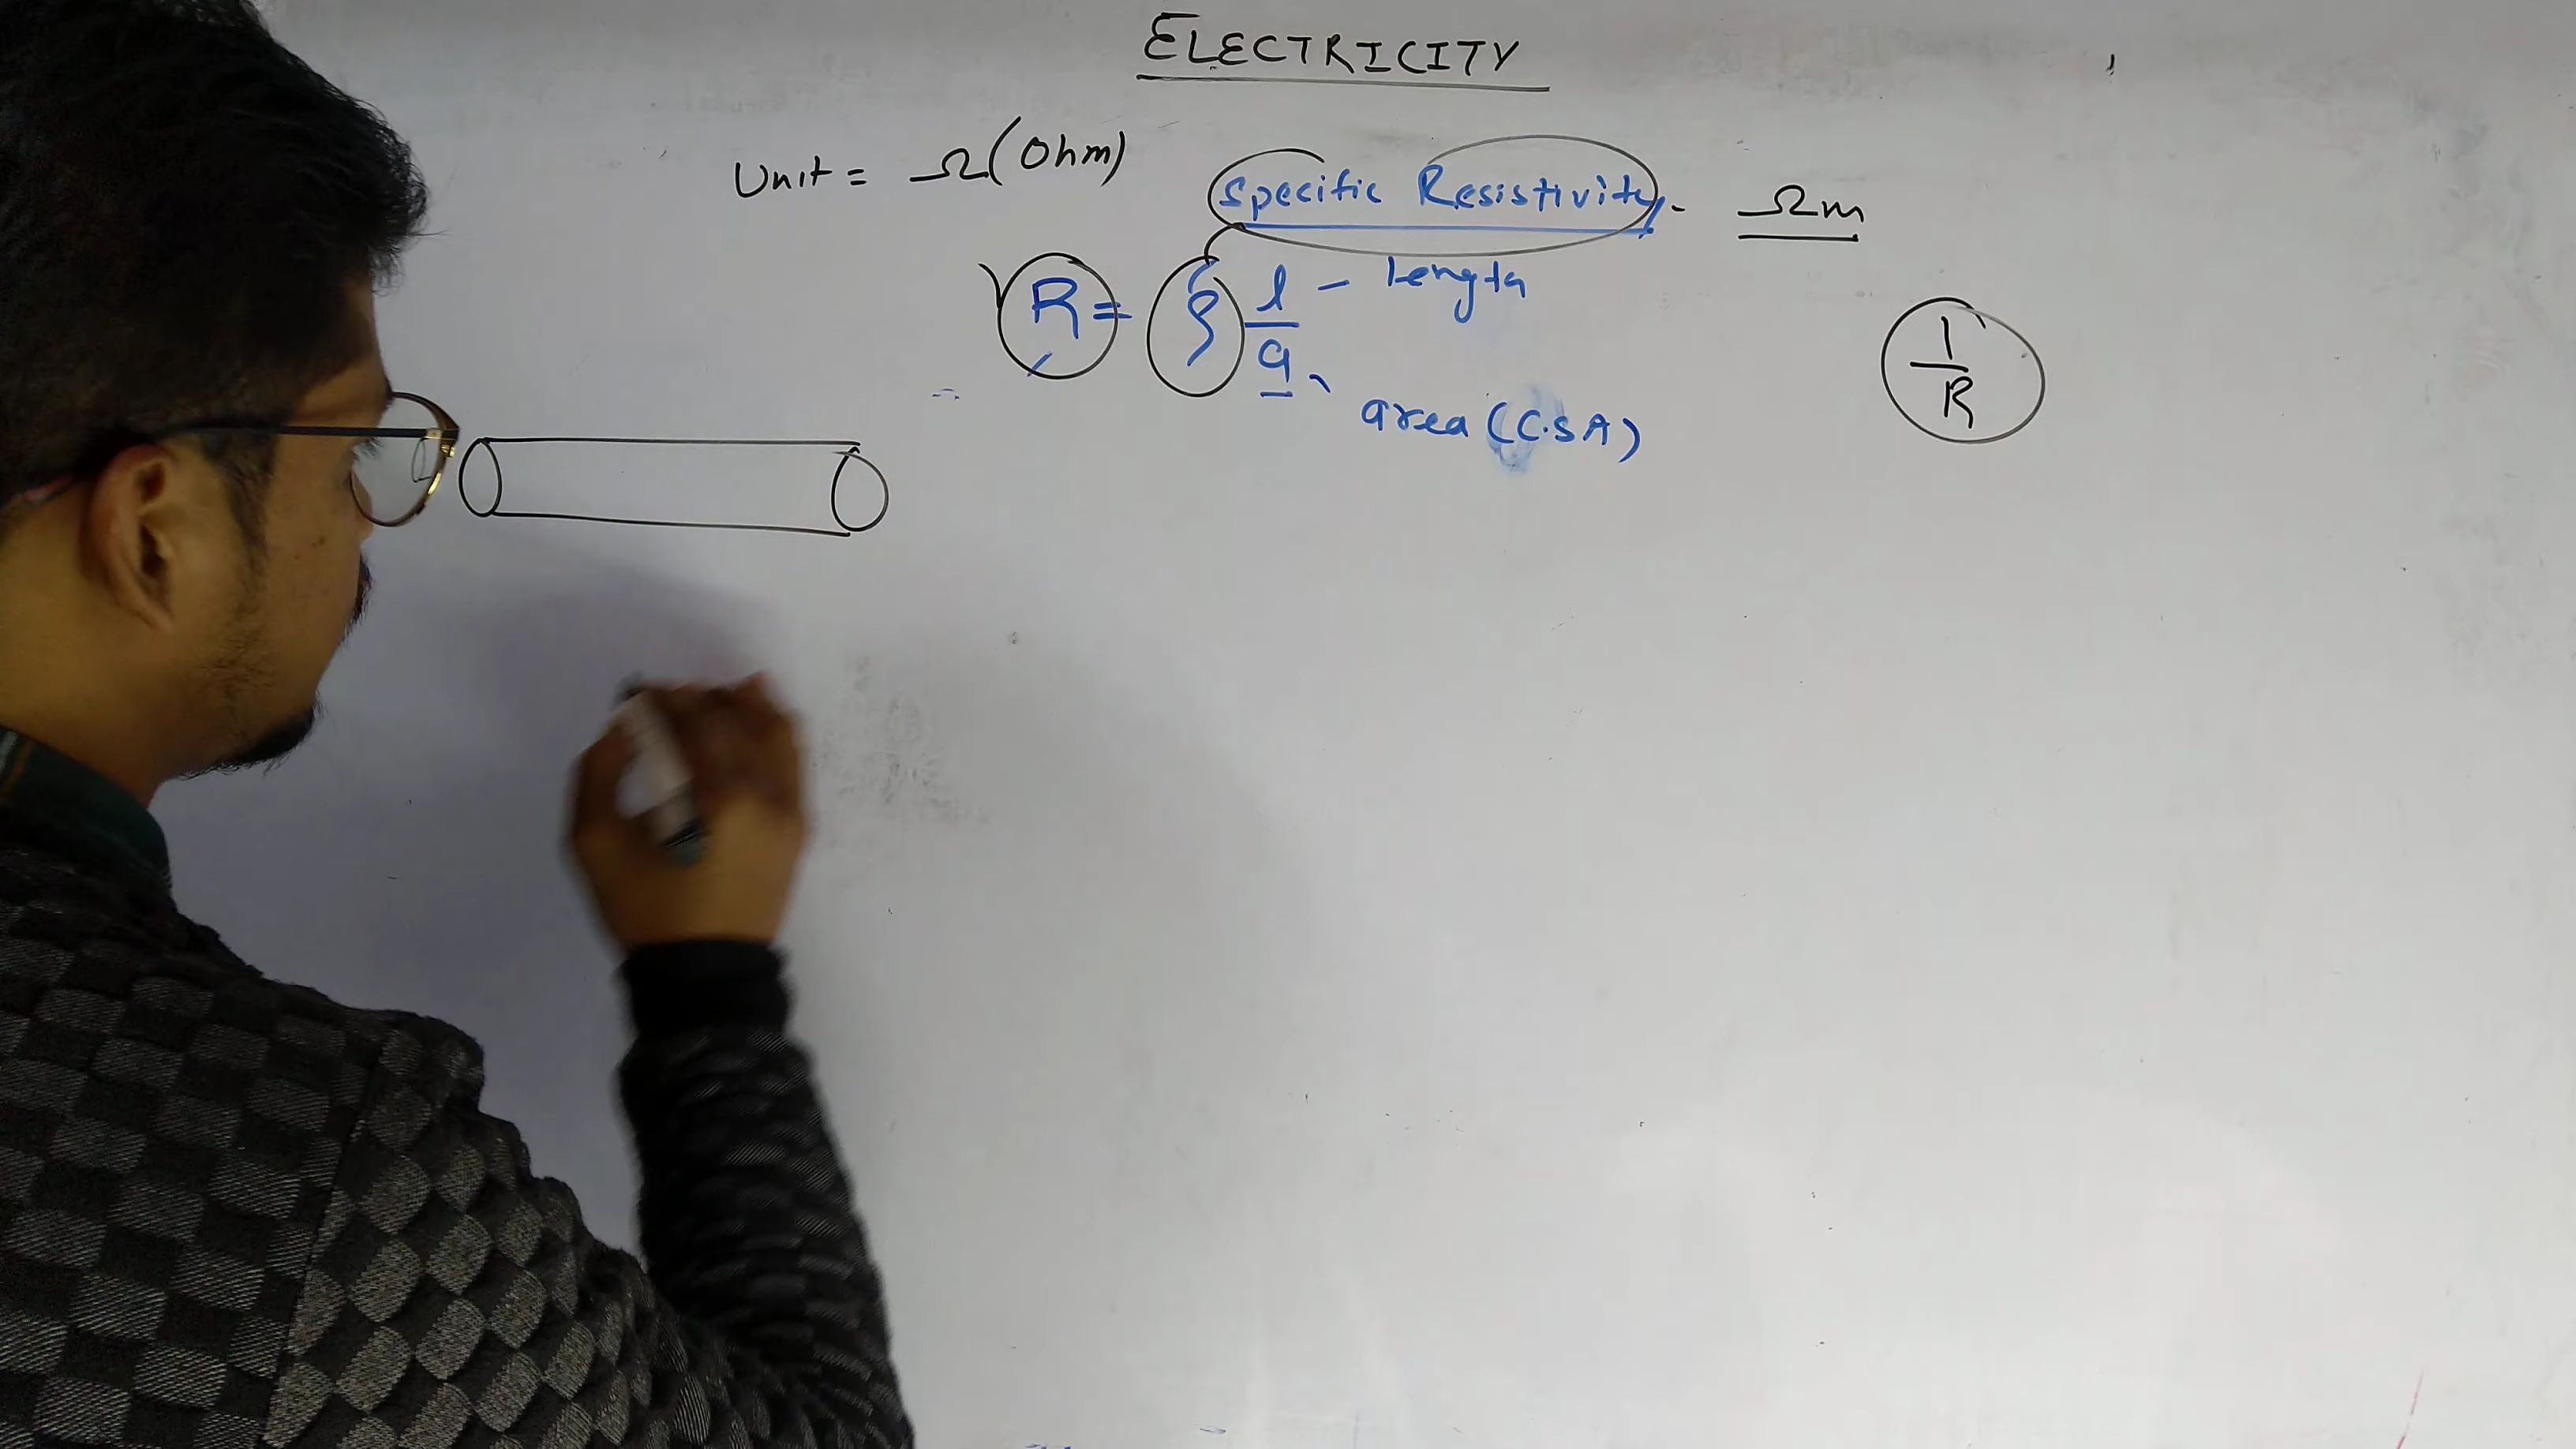 ELECTRICITY
Unit = Ω (Ohm)
Specific Resistivity - Ωm
R = ρ l/a - Length
area (C.S.A)
1/R